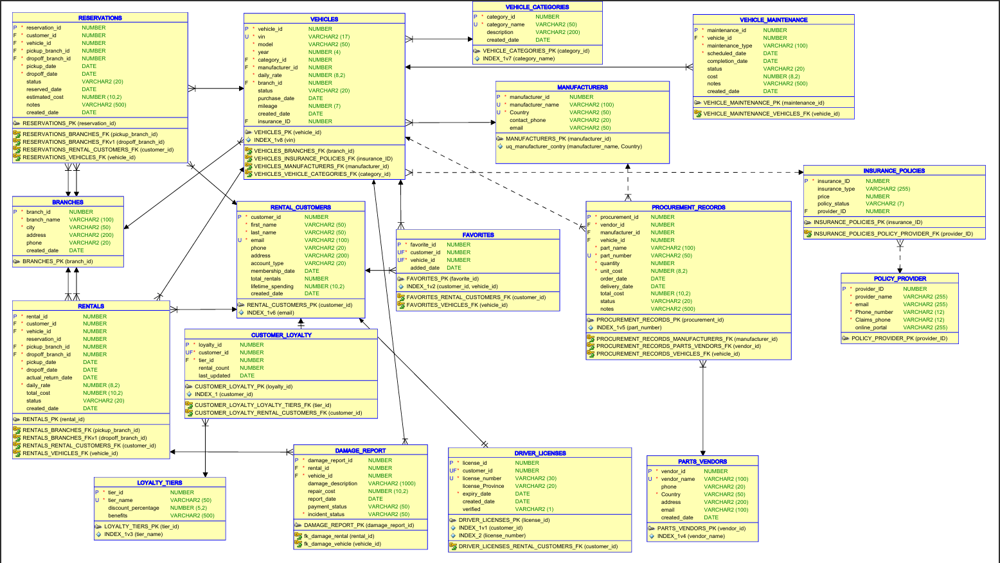 RESERVATIONS
P * reservation_id NUMBER
F * customer_id NUMBER
F * vehicle_id NUMBER
F * pickup_branch_id NUMBER
F * dropoff_branch_id NUMBER
* pickup_date DATE
* dropoff_date DATE
status VARCHAR2 (20)
reserved_date DATE
estimated_cost NUMBER (10,2)
notes VARCHAR2 (500)
created_date DATE
RESERVATIONS_PK (reservation_id)
RESERVATIONS_BRANCHES_FK (pickup_branch_id)
RESERVATIONS_BRANCHES_FKv1 (dropoff_branch_id)
RESERVATIONS_RENTAL_CUSTOMERS_FK (customer_id)
RESERVATIONS_VEHICLES_FK (vehicle_id)
VEHICLES
P * vehicle_id NUMBER
U * vin VARCHAR2 (17)
* model VARCHAR2 (50)
* year NUMBER (4)
F * category_id NUMBER
F * manufacturer_id NUMBER
* daily_rate NUMBER (8,2)
F * branch_id NUMBER
status VARCHAR2 (20)
purchase_date DATE
mileage NUMBER (7)
created_date DATE
F insurance_ID NUMBER
VEHICLES_PK (vehicle_id)
INDEX_1v8 (vin)
VEHICLES_BRANCHES_FK (branch_id)
VEHICLES_INSURANCE_POLICIES_FK (insurance_ID)
VEHICLES_MANUFACTURERS_FK (manufacturer_id)
VEHICLES_VEHICLE_CATEGORIES_FK (category_id)
VEHICLE_CATEGORIES
P * category_id NUMBER
U * category_name VARCHAR2 (50)
description VARCHAR2 (200)
created_date DATE
VEHICLE_CATEGORIES_PK (category_id)
INDEX_1v7 (category_name)
VEHICLE_MAINTENANCE
P * maintenance_id NUMBER
F * vehicle_id NUMBER
* maintenance_type VARCHAR2 (100)
* scheduled_date DATE
completion_date DATE
status VARCHAR2 (20)
cost NUMBER (8,2)
notes VARCHAR2 (500)
created_date DATE
VEHICLE_MAINTENANCE_PK (maintenance_id)
VEHICLE_MAINTENANCE_VEHICLES_FK (vehicle_id)
MANUFACTURERS
P * manufacturer_id NUMBER
U * manufacturer_name VARCHAR2 (100)
U * Country VARCHAR2 (50)
contact_phone VARCHAR2 (20)
email VARCHAR2 (50)
MANUFACTURERS_PK (manufacturer_id)
uq_manufacturer_contry (manufacturer_name, Country)
INSURANCE_POLICIES
P * insurance_ID NUMBER
insurance_type VARCHAR2 (255)
price NUMBER
policy_status VARCHAR2 (7)
F provider_ID NUMBER
INSURANCE_POLICIES_PK (insurance_ID)
INSURANCE_POLICIES_POLICY_PROVIDER_FK (provider_ID)
BRANCHES
P * branch_id NUMBER
* branch_name VARCHAR2 (100)
* city VARCHAR2 (50)
address VARCHAR2 (200)
phone VARCHAR2 (20)
created_date DATE
BRANCHES_PK (branch_id)
RENTAL_CUSTOMERS
P * customer_id NUMBER
* first_name VARCHAR2 (50)
* last_name VARCHAR2 (50)
U * email VARCHAR2 (100)
phone VARCHAR2 (20)
address VARCHAR2 (200)
account_type VARCHAR2 (20)
membership_date DATE
total_rentals NUMBER
lifetime_spending NUMBER (10,2)
created_date DATE
RENTAL_CUSTOMERS_PK (customer_id)
INDEX_1v6 (email)
FAVORITES
P * favorite_id NUMBER
UF* customer_id NUMBER
UF* vehicle_id NUMBER
added_date DATE
FAVORITES_PK (favorite_id)
INDEX_1v2 (customer_id, vehicle_id)
FAVORITES_RENTAL_CUSTOMERS_FK (customer_id)
FAVORITES_VEHICLES_FK (vehicle_id)
PROCUREMENT_RECORDS
P * procurement_id NUMBER
F * vendor_id NUMBER
F manufacturer_id NUMBER
F vehicle_id NUMBER
* part_name VARCHAR2 (100)
U * part_number VARCHAR2 (50)
* quantity NUMBER
* unit_cost NUMBER (8,2)
order_date DATE
delivery_date DATE
total_cost NUMBER (10,2)
status VARCHAR2 (20)
notes VARCHAR2 (500)
PROCUREMENT_RECORDS_PK (procurement_id)
INDEX_1v5 (part_number)
PROCUREMENT_RECORDS_MANUFACTURERS_FK (manufacturer_id)
PROCUREMENT_RECORDS_PARTS_VENDORS_FK (vendor_id)
PROCUREMENT_RECORDS_VEHICLES_FK (vehicle_id)
POLICY_PROVIDER
P * provider_ID NUMBER
* provider_name VARCHAR2 (255)
* email VARCHAR2 (255)
* Phone_number VARCHAR2 (12)
* Claims_phone VARCHAR2 (12)
online_portal VARCHAR2 (255)
POLICY_PROVIDER_PK (provider_ID)
RENTALS
P * rental_id NUMBER
F * customer_id NUMBER
F * vehicle_id NUMBER
reservation_id NUMBER
F * pickup_branch_id NUMBER
F * dropoff_branch_id NUMBER
* pickup_date DATE
* dropoff_date DATE
actual_return_date DATE
* daily_rate NUMBER (8,2)
total_cost NUMBER (10,2)
status VARCHAR2 (20)
created_date DATE
RENTALS_PK (rental_id)
RENTALS_BRANCHES_FK (pickup_branch_id)
RENTALS_BRANCHES_FKv1 (dropoff_branch_id)
RENTALS_RENTAL_CUSTOMERS_FK (customer_id)
RENTALS_VEHICLES_FK (vehicle_id)
CUSTOMER_LOYALTY
P * loyalty_id NUMBER
UF* customer_id NUMBER
F * tier_id NUMBER
rental_count NUMBER
last_updated DATE
CUSTOMER_LOYALTY_PK (loyalty_id)
INDEX_1 (customer_id)
CUSTOMER_LOYALTY_LOYALTY_TIERS_FK (tier_id)
CUSTOMER_LOYALTY_RENTAL_CUSTOMERS_FK (customer_id)
LOYALTY_TIERS
P * tier_id NUMBER
U * tier_name VARCHAR2 (50)
discount_percentage NUMBER (5,2)
benefits VARCHAR2 (500)
LOYALTY_TIERS_PK (tier_id)
INDEX_1v3 (tier_name)
DAMAGE_REPORT
P * damage_report_id NUMBER
F * rental_id NUMBER
F * vehicle_id NUMBER
damage_description VARCHAR2 (1000)
repair_cost NUMBER (10,2)
report_date DATE
payment_status VARCHAR2 (50)
* incident_status VARCHAR2 (50)
DAMAGE_REPORT_PK (damage_report_id)
fk_damage_rental (rental_id)
fk_damage_vehicle (vehicle_id)
DRIVER_LICENSES
P * license_id NUMBER
UF* customer_id NUMBER
U * license_number VARCHAR2 (30)
license_Province VARCHAR2 (20)
* expiry_date DATE
created_date DATE
verified VARCHAR2 (1)
DRIVER_LICENSES_PK (license_id)
INDEX_1v1 (customer_id)
INDEX_2 (license_number)
DRIVER_LICENSES_RENTAL_CUSTOMERS_FK (customer_id)
PARTS_VENDORS
P * vendor_id NUMBER
U * vendor_name VARCHAR2 (100)
phone VARCHAR2 (20)
* Country VARCHAR2 (50)
address VARCHAR2 (200)
email VARCHAR2 (100)
created_date DATE
PARTS_VENDORS_PK (vendor_id)
INDEX_1v4 (vendor_name)